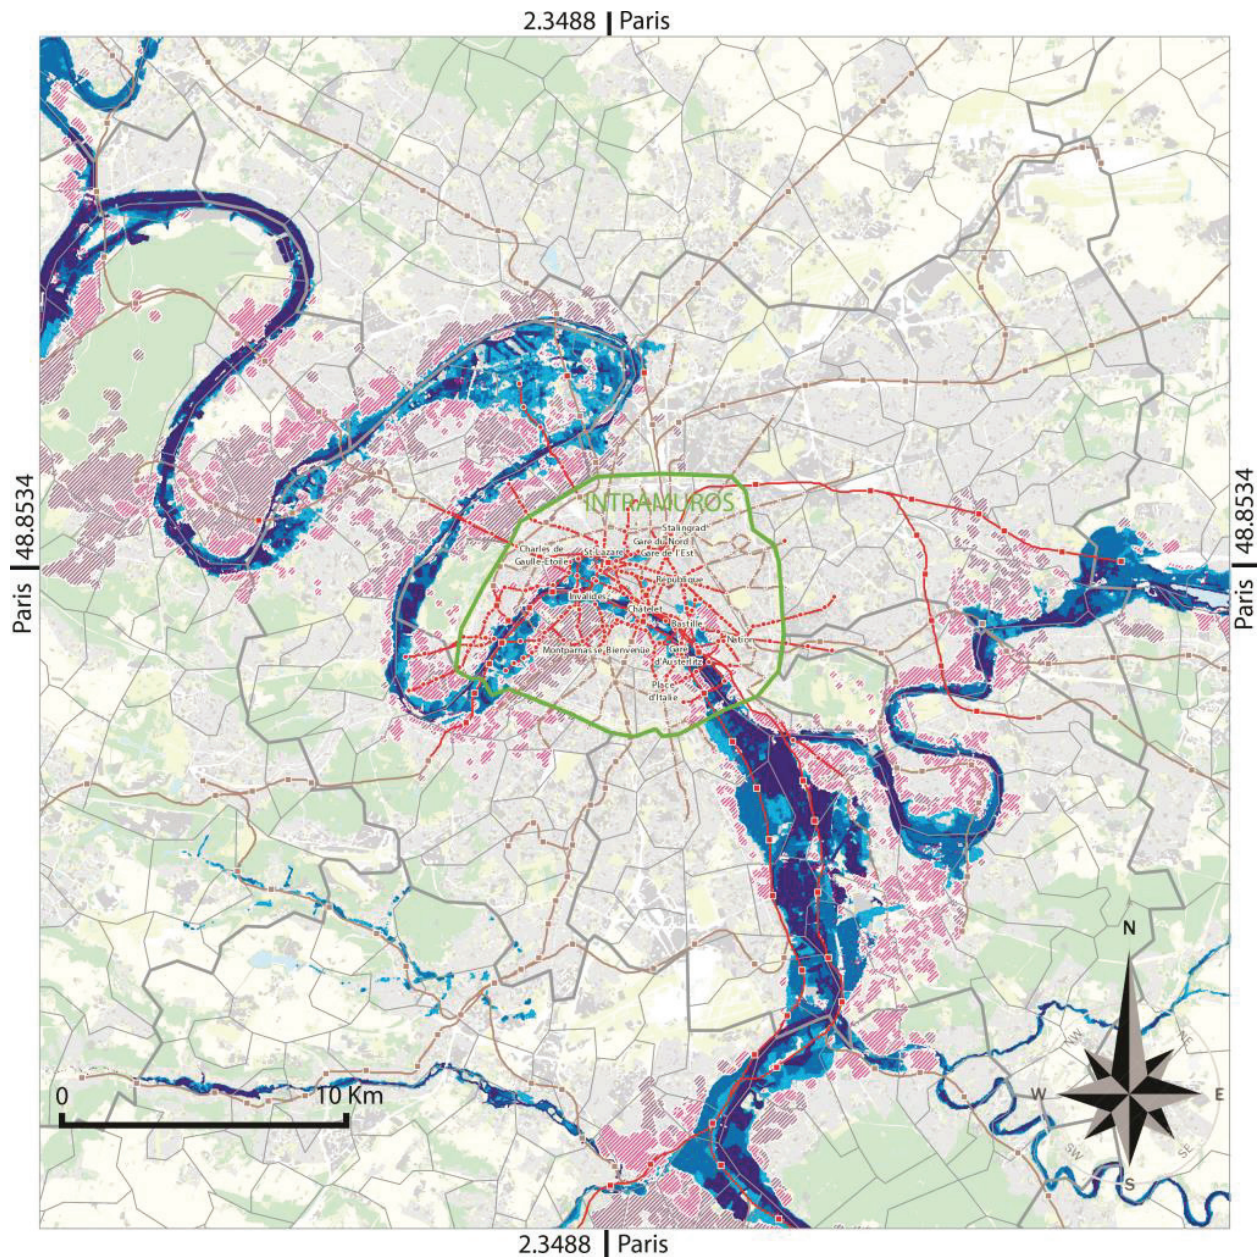 2.3488 | Paris
INTRAMUROS
Stalingrad
Gare du Nord
Charles de
Gaulle-Etoile
St-Lazare
Gare de l'Est
République
Invalides
Châtelet
Bastille
Nation
Montparnasse-Bienvenüe
Gare
d'Austerlitz
Place
d'Italie
Paris | 48.8534
Paris | 48.8534
N
NW
NE
W
E
SW
SE
S
0
10 Km
2.3488 | Paris